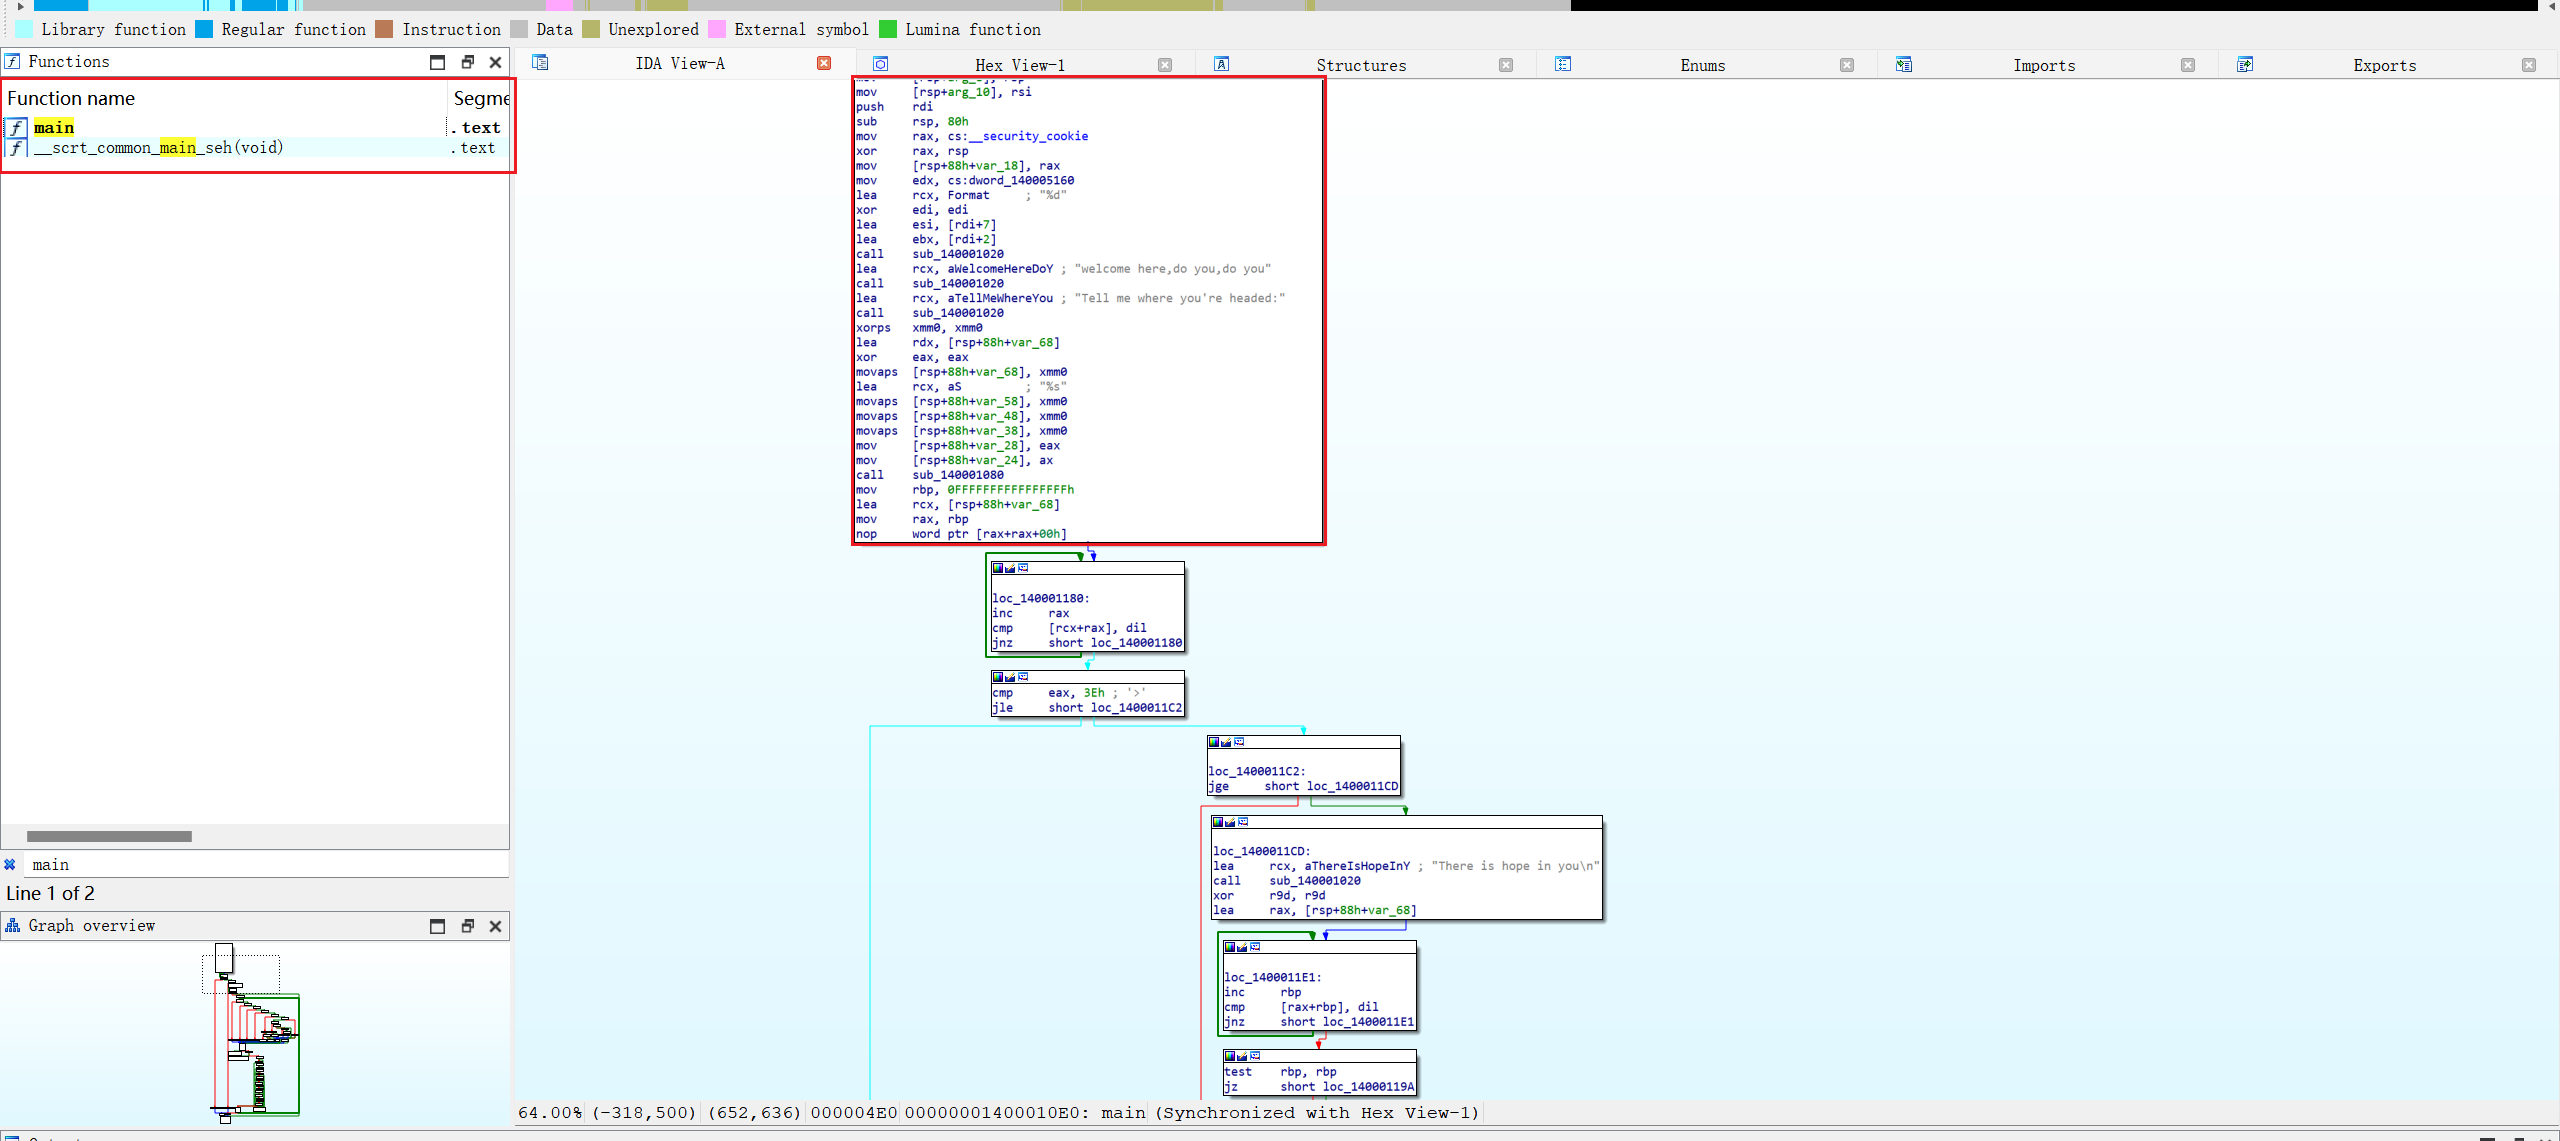 Library function Regular function Instruction Data Unexplored External symbol Lumina function
Functions
Function name Segme
main .text
__scrt_common_main_seh(void) .text
main
Line 1 of 2
Graph overview
IDA View-A Hex View-1 Structures Enums Imports Exports
mov [rsp+arg_10], rsi
push rdi
sub rsp, 80h
mov rax, cs:__security_cookie
xor rax, rsp
mov [rsp+88h+var_18], rax
mov edx, cs:dword_140005160
lea rcx, Format ; "%d"
xor edi, edi
lea esi, [rdi+7]
lea ebx, [rdi+2]
call sub_140001020
lea rcx, aWelcomeHereDoY ; "welcome here,do you,do you"
call sub_140001020
lea rcx, aTellMeWhereYou ; "Tell me where you're headed:"
call sub_140001020
xorps xmm0, xmm0
lea rdx, [rsp+88h+var_68]
xor eax, eax
movaps [rsp+88h+var_68], xmm0
lea rcx, aS ; "%s"
movaps [rsp+88h+var_58], xmm0
movaps [rsp+88h+var_48], xmm0
movaps [rsp+88h+var_38], xmm0
mov [rsp+88h+var_28], eax
mov [rsp+88h+var_24], ax
call sub_140001080
mov rbp, 0FFFFFFFFFFFFFFFFh
lea rcx, [rsp+88h+var_68]
mov rax, rbp
nop word ptr [rax+rax+00h]
loc_140001180:
inc rax
cmp [rcx+rax], dil
jnz short loc_140001180
cmp eax, 3Eh ; '>'
jle short loc_1400011C2
loc_1400011C2:
jge short loc_1400011CD
loc_1400011CD:
lea rcx, aThereIsHopeInY ; "There is hope in you\n"
call sub_140001020
xor r9d, r9d
lea rax, [rsp+88h+var_68]
loc_1400011E1:
inc rbp
cmp [rax+rbp], dil
jnz short loc_1400011E1
test rbp, rbp
jz short loc_14000119A
64.00% (-318,500) (652,636) 000004E0 00000001400010E0: main (Synchronized with Hex View-1)